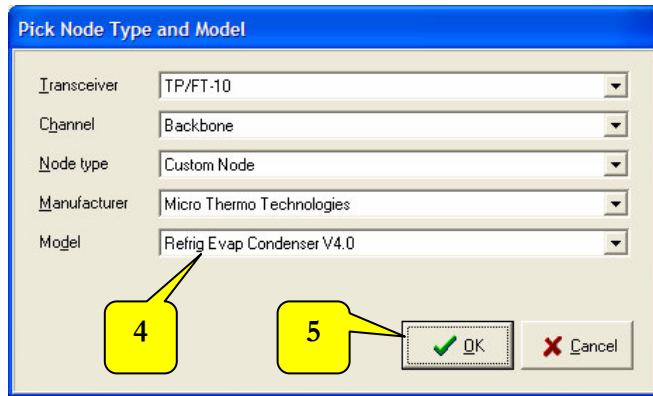 Pick Node Type and Model
Transceiver TP/FT-10
Channel Backbone
Node type Custom Node
Manufacturer Micro Thermo Technologies
Model Refrig Evap Condenser V4.0
4 5 OK Cancel